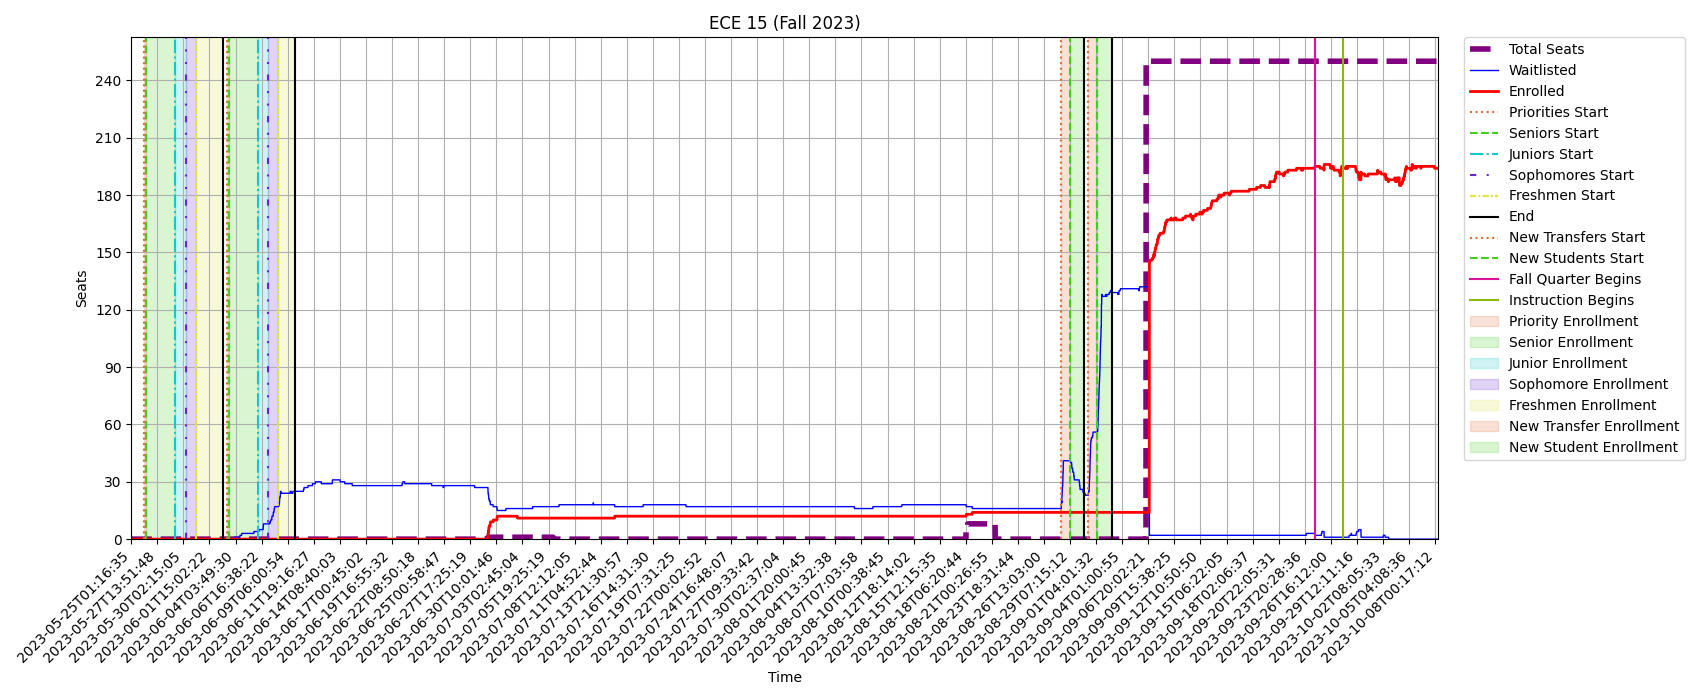 ECE 15 (Fall 2023)
Seats
240
210
180
150
120
90
60
30
0
2023-05-25T01:16:35
2023-05-27T13:51:48
2023-05-30T02:15:05
2023-06-01T15:02:22
2023-06-04T03:49:30
2023-06-06T16:38:22
2023-06-09T06:00:54
2023-06-11T19:16:27
2023-06-14T08:40:03
2023-06-17T00:45:02
2023-06-19T16:55:32
2023-06-22T08:50:18
2023-06-25T00:58:47
2023-06-27T17:25:19
2023-06-30T10:01:46
2023-07-03T02:45:04
2023-07-05T19:25:19
2023-07-08T12:12:05
2023-07-11T04:52:44
2023-07-13T21:30:57
2023-07-16T14:31:30
2023-07-19T07:31:25
2023-07-22T00:02:52
2023-07-24T16:48:07
2023-07-27T09:33:42
2023-07-30T02:37:04
2023-08-01T20:00:45
2023-08-04T13:32:38
2023-08-07T07:03:58
2023-08-10T00:38:45
2023-08-12T18:14:02
2023-08-15T12:15:35
2023-08-18T06:20:44
2023-08-21T00:26:55
2023-08-23T18:31:44
2023-08-26T13:03:00
2023-08-29T07:15:12
2023-09-01T04:01:32
2023-09-04T01:00:55
2023-09-06T20:02:21
2023-09-09T15:38:25
2023-09-12T10:50:50
2023-09-15T06:22:05
2023-09-18T02:06:37
2023-09-20T22:05:31
2023-09-23T20:28:36
2023-09-26T16:12:00
2023-09-29T12:11:16
2023-10-02T08:05:33
2023-10-05T04:08:36
2023-10-08T00:17:12
Time
Total Seats
Waitlisted
Enrolled
Priorities Start
Seniors Start
Juniors Start
Sophomores Start
Freshmen Start
End
New Transfers Start
New Students Start
Fall Quarter Begins
Instruction Begins
Priority Enrollment
Senior Enrollment
Junior Enrollment
Sophomore Enrollment
Freshmen Enrollment
New Transfer Enrollment
New Student Enrollment